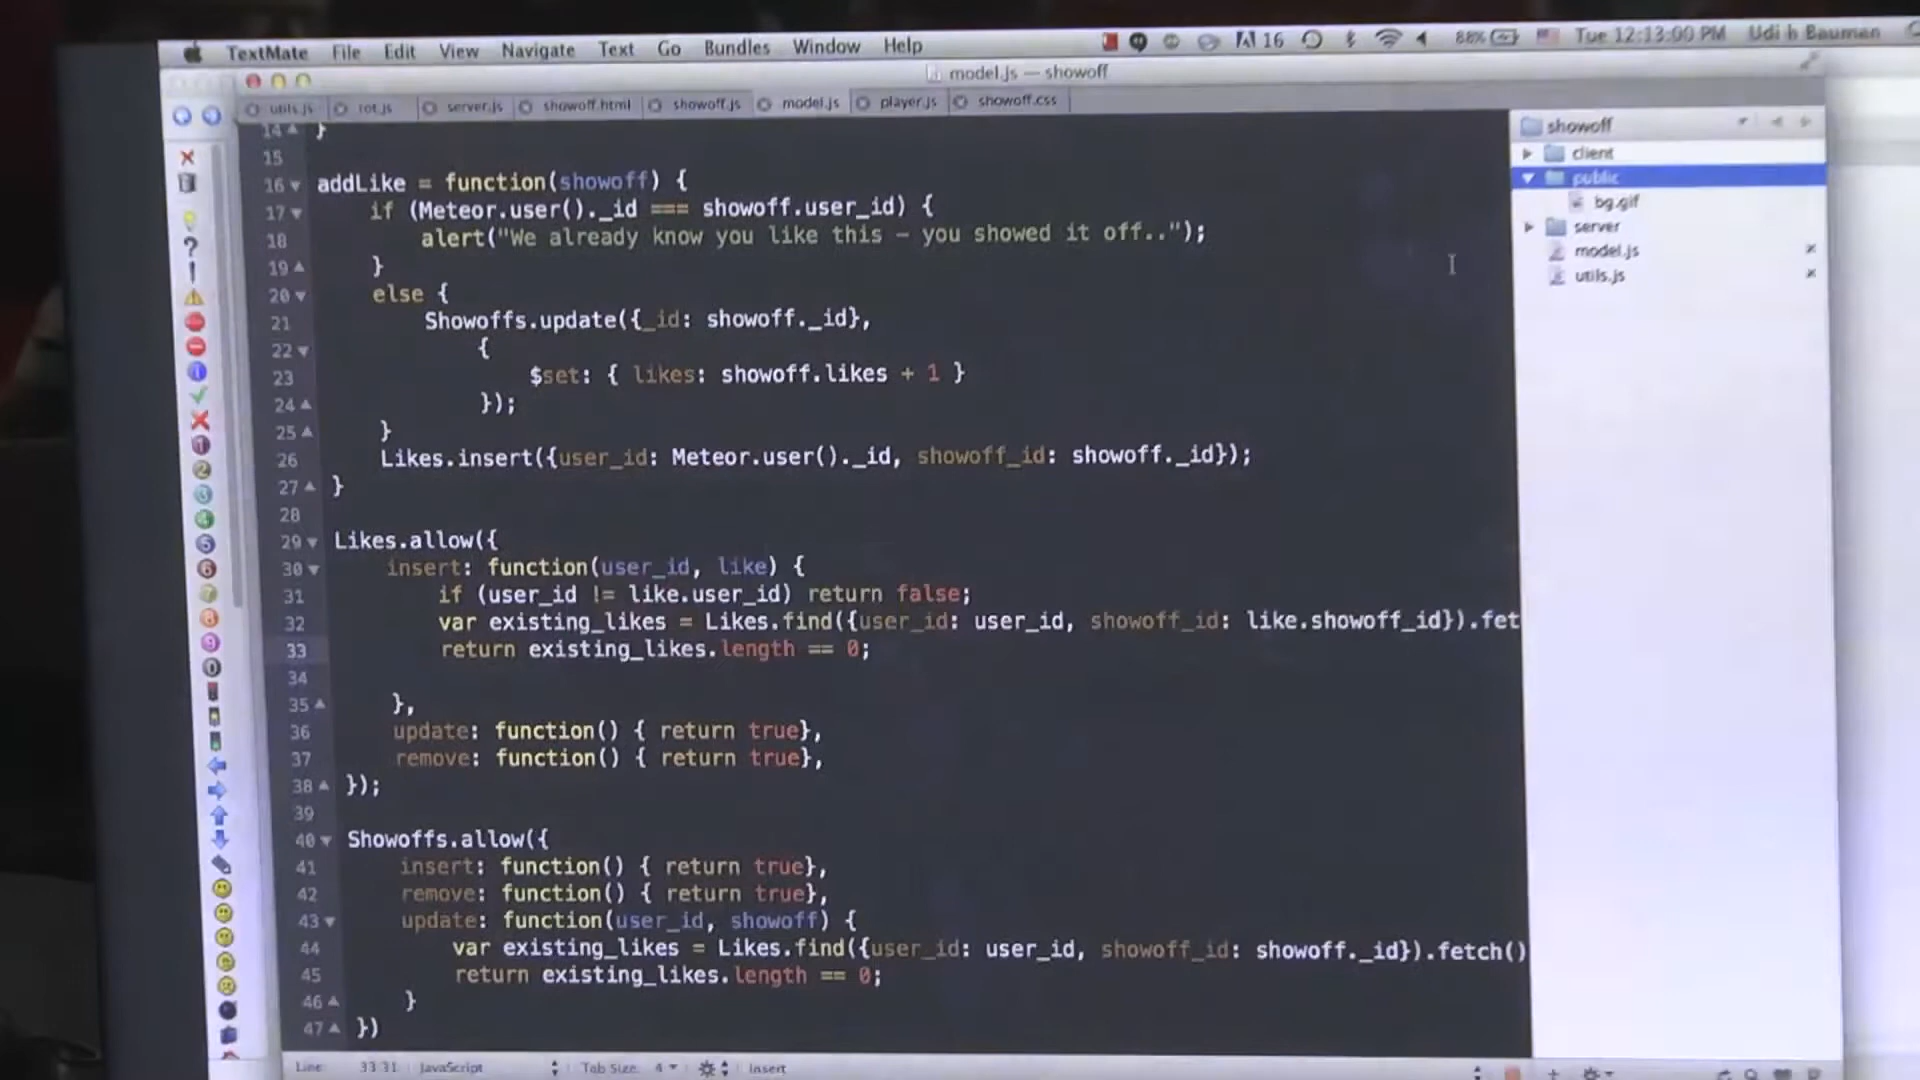 TextMate File Edit View Navigate Text Go Bundles Window Help 16 88% Tue 12:13:00 PM Udi h Bauman
model.js — showoff
utils.js rot.js server.js showoff.html showoff.js model.js player.js showoff.css
14 }
15
16 addLike = function(showoff) {
17 if (Meteor.user()._id === showoff.user_id) {
18 alert("We already know you like this – you showed it off..");
19 }
20 else {
21 Showoffs.update({_id: showoff._id},
22 {
23 $set: { likes: showoff.likes + 1 }
24 });
25 }
26 Likes.insert({user_id: Meteor.user()._id, showoff_id: showoff._id});
27 }
28
29 Likes.allow({
30 insert: function(user_id, like) {
31 if (user_id != like.user_id) return false;
32 var existing_likes = Likes.find({user_id: user_id, showoff_id: like.showoff_id}).fet
33 return existing_likes.length == 0;
34
35 },
36 update: function() { return true},
37 remove: function() { return true},
38 });
39
40 Showoffs.allow({
41 insert: function() { return true},
42 remove: function() { return true},
43 update: function(user_id, showoff) {
44 var existing_likes = Likes.find({user_id: user_id, showoff_id: showoff._id}).fetch()
45 return existing_likes.length == 0;
46 }
47 })
showoff
client
public
bg.gif
server
model.js
utils.js
Line: 33:31 JavaScript Tab Size: 4 Insert